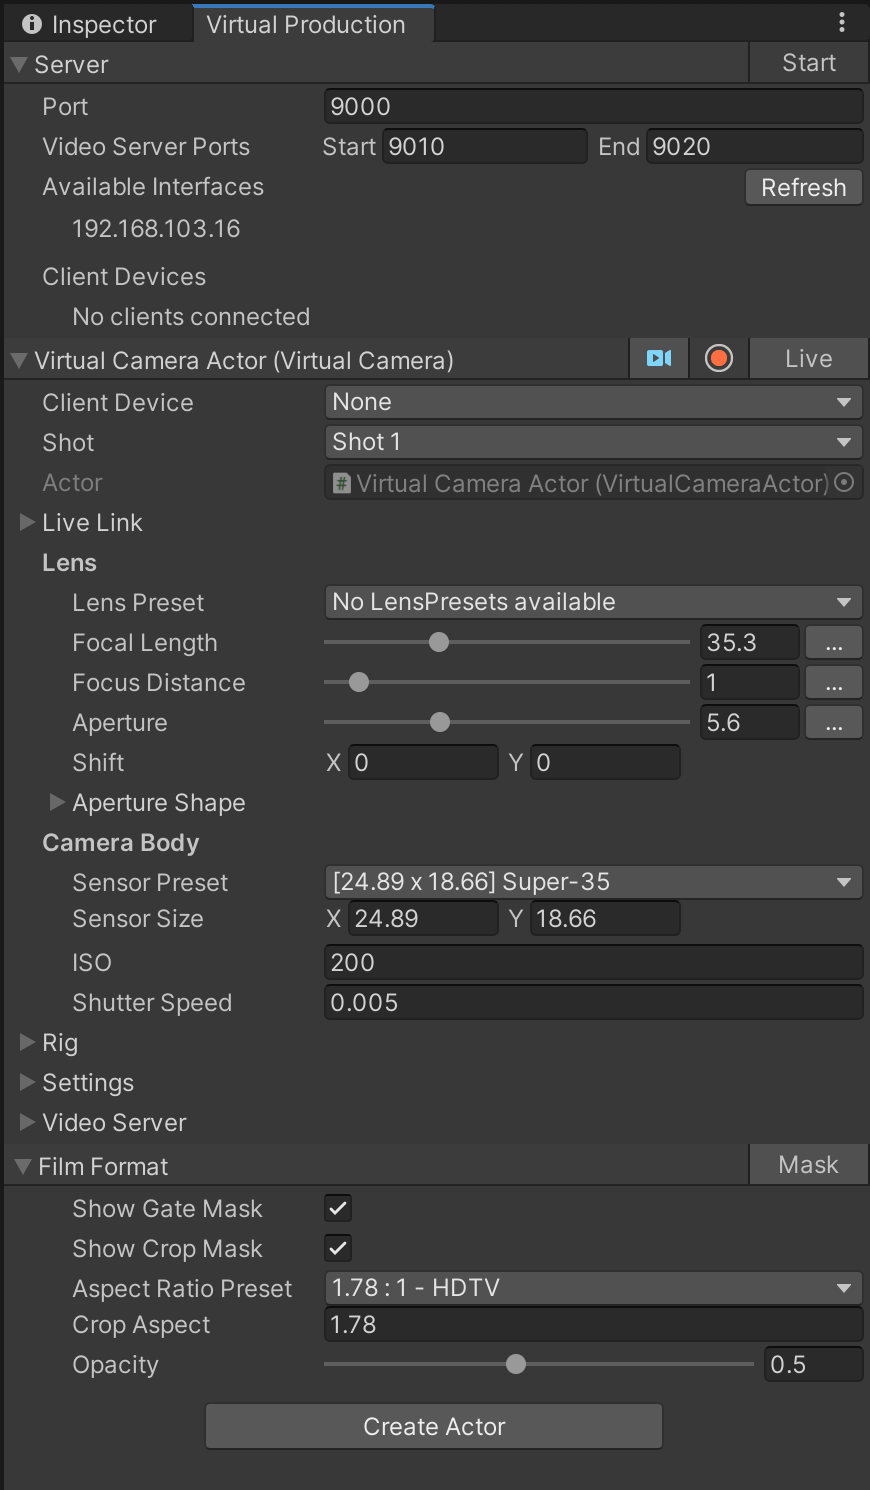 Inspector Virtual Production
Server Start
Port 9000
Video Server Ports Start 9010 End 9020
Available Interfaces Refresh
192.168.103.16
Client Devices
No clients connected
Virtual Camera Actor (Virtual Camera) Live
Client Device None
Shot Shot 1
Actor # Virtual Camera Actor (VirtualCameraActor)
Live Link
Lens
Lens Preset No LensPresets available
Focal Length 35.3 ...
Focus Distance 1 ...
Aperture 5.6 ...
Shift X 0 Y 0
Aperture Shape
Camera Body
Sensor Preset [24.89 x 18.66] Super-35
Sensor Size X 24.89 Y 18.66
ISO 200
Shutter Speed 0.005
Rig
Settings
Video Server
Film Format Mask
Show Gate Mask
Show Crop Mask
Aspect Ratio Preset 1.78 : 1 - HDTV
Crop Aspect 1.78
Opacity 0.5
Create Actor